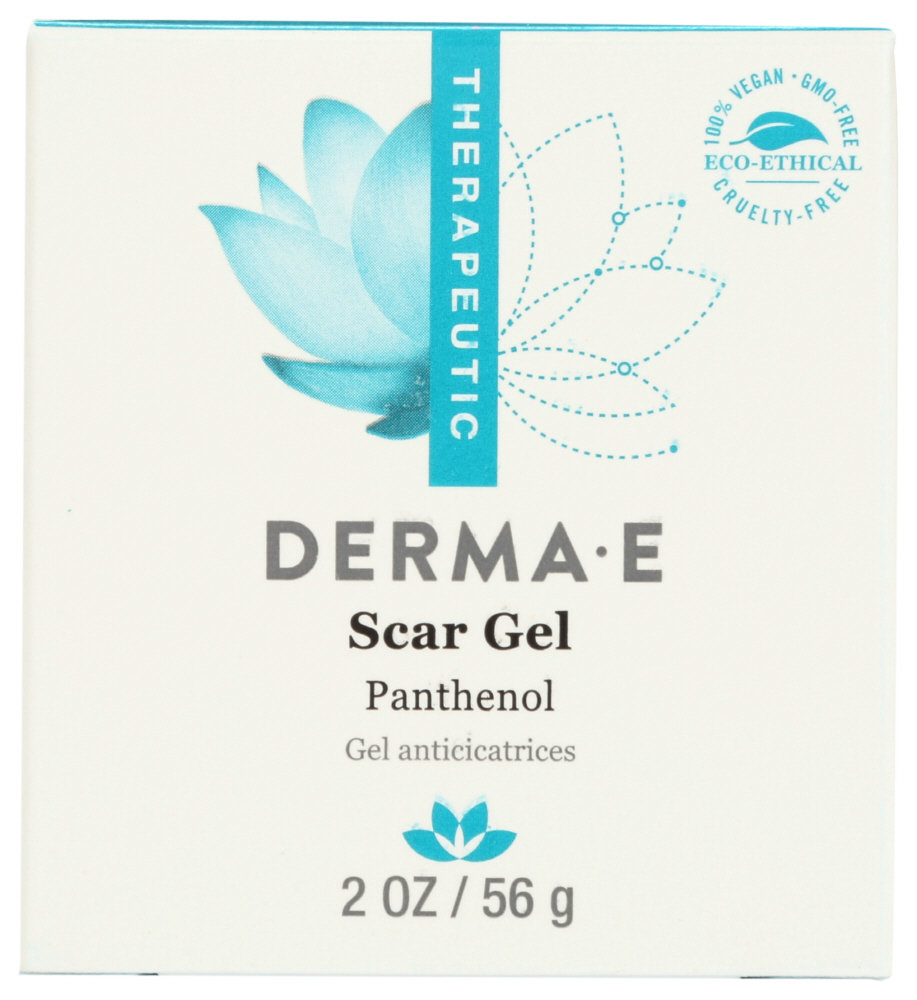 THERAPEUTIC
100% VEGAN · GMO-FREE
ECO-ETHICAL
CRUELTY-FREE
DERMA·E
Scar Gel
Panthenol
Gel anticicatrices
2 OZ / 56 g